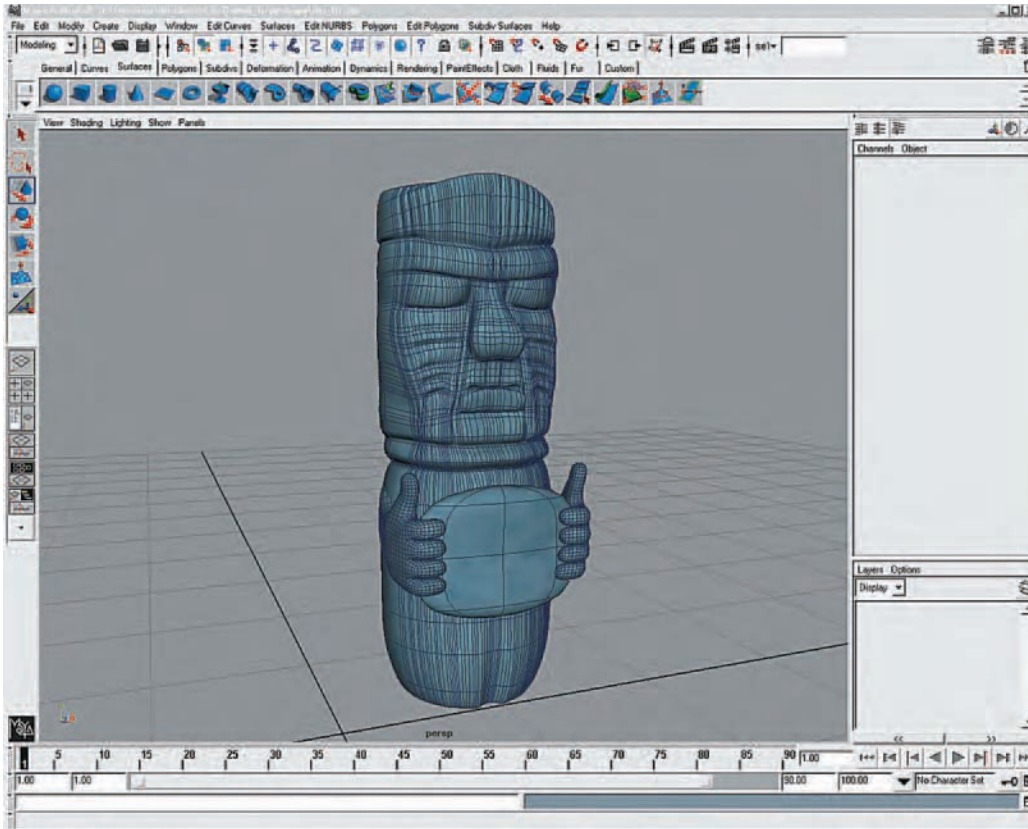 File Edit Modify Create Display Window Edit Curves Surfaces Edit NURBS Polygons Edit Polygons Subdiv Surfaces Help
Modeling sel
General Curves Surfaces Polygons Subdivs Deformation Animation Dynamics Rendering PaintEffects Cloth Fluids Fur Custom
View Shading Lighting Show Panels
Channels Object
Layers Options
Display
persp
<< >>
5 10 15 20 25 30 35 40 45 50 55 60 65 70 75 80 85 90 1.00
1.00 1.00 90.00 100.00 No Character Set